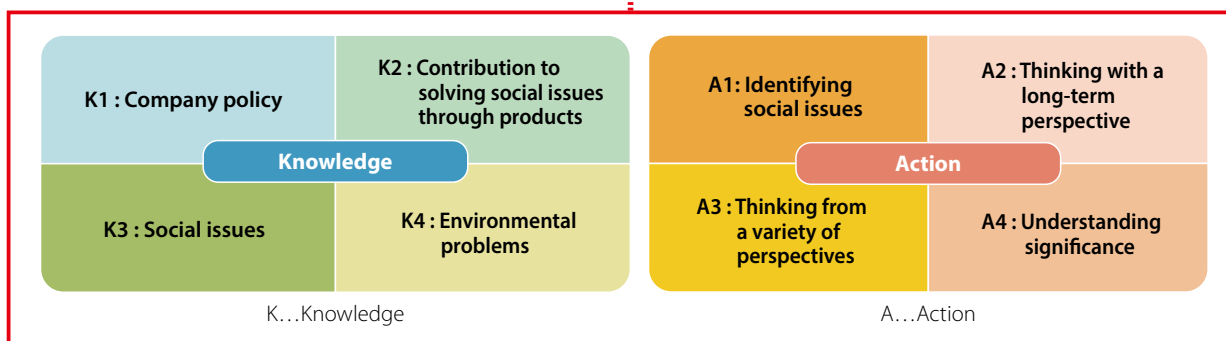 K1 : Company policy
K2 : Contribution to
solving social issues
through products
Knowledge
K3 : Social issues
K4 : Environmental
problems
K…Knowledge
A1: Identifying
social issues
A2 : Thinking with a
long-term
perspective
Action
A3 : Thinking from
a variety of
perspectives
A4 : Understanding
significance
A…Action